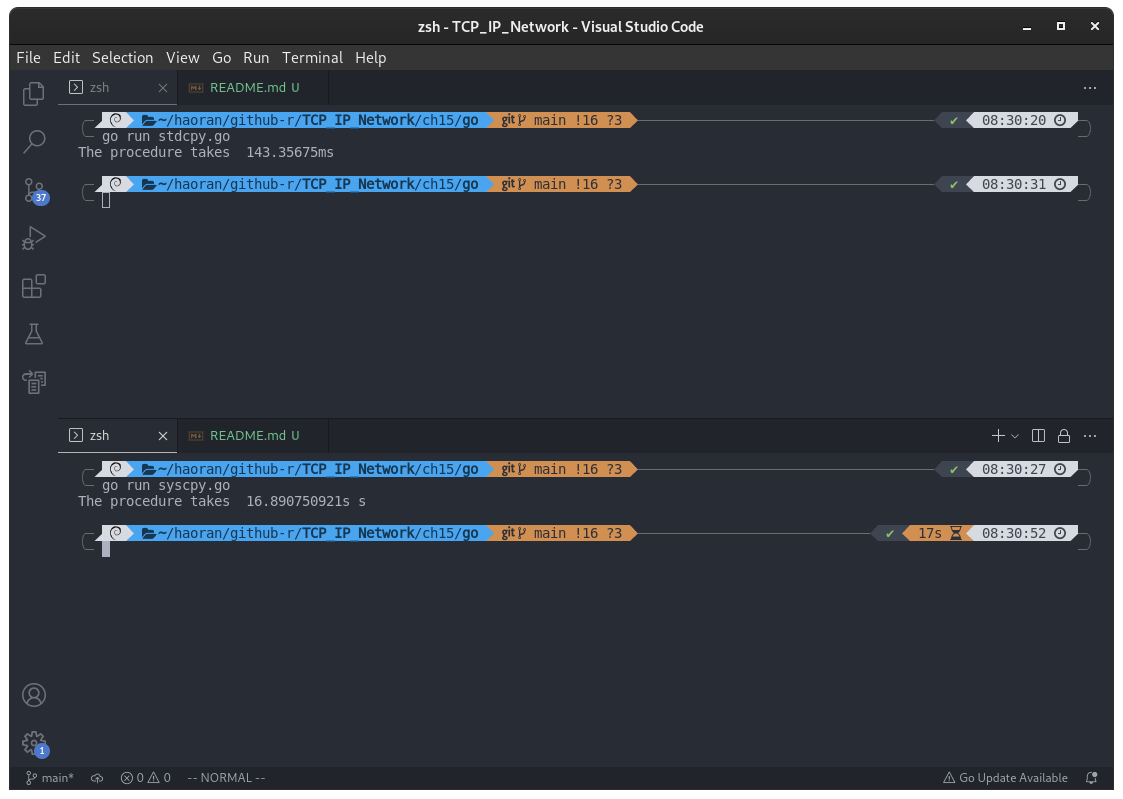 zsh - TCP_IP_Network - Visual Studio Code
File Edit Selection View Go Run Terminal Help
zsh README.md U
~/haoran/github-r/TCP_IP_Network/ch15/go git main !16 ?3 ✔ 08:30:20
go run stdcpy.go
The procedure takes  143.35675ms
~/haoran/github-r/TCP_IP_Network/ch15/go git main !16 ?3 ✔ 08:30:31
37
zsh README.md U
~/haoran/github-r/TCP_IP_Network/ch15/go git main !16 ?3 ✔ 08:30:27
go run syscpy.go
The procedure takes  16.890750921s s
~/haoran/github-r/TCP_IP_Network/ch15/go git main !16 ?3 ✔ 17s 08:30:52
1
main* 0 0 -- NORMAL -- Go Update Available